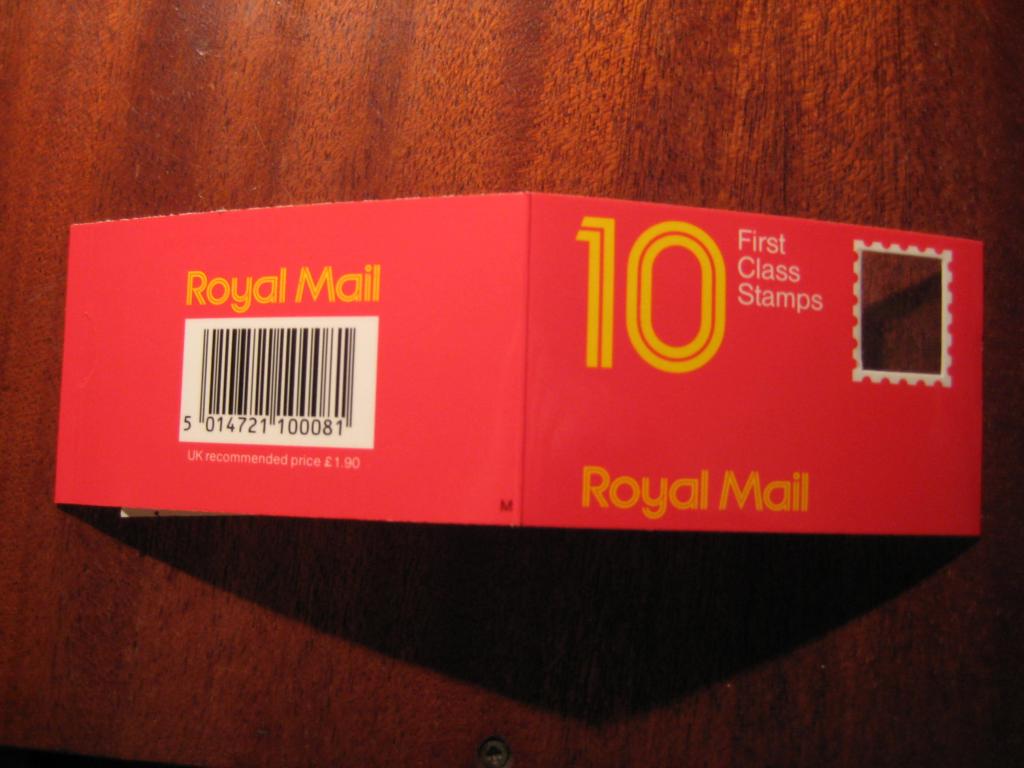 Royal Mail
5 014721 100081
UK recommended price £1.90
M
10
First
Class
Stamps
Royal Mail